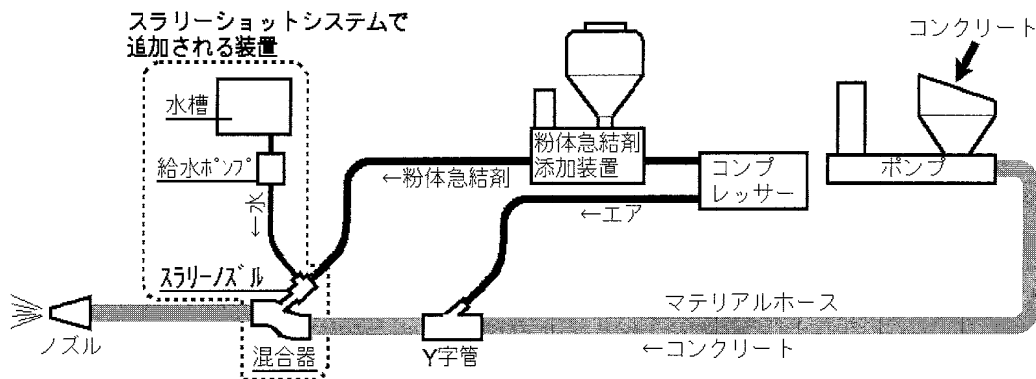 スラリーショットシステムで
追加される装置
コンクリート
水槽
給水ポンプ
粉体急結剤
添加装置
←粉体急結剤
コンプ
レッサー
ポンプ
←水
←エア
スラリーノズル
マテリアルホース
ノズル
混合器
Y字管
←コンクリート